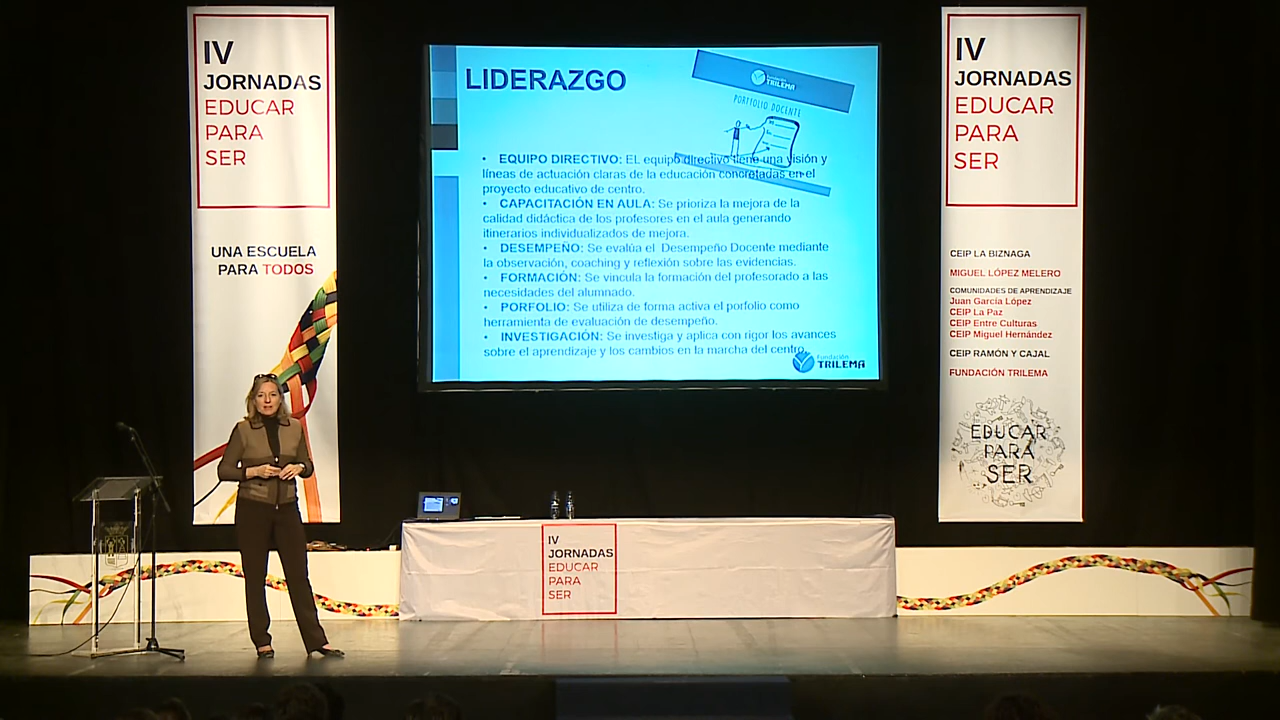 IV
JORNADAS
EDUCAR
PARA
SER
UNA ESCUELA
PARA TODOS
LIDERAZGO
Fundación
TRILEMA
PORTFOLIO DOCENTE
• EQUIPO DIRECTIVO: EL equipo directivo tiene una visión y
líneas de actuación claras de la educación concretadas en el
proyecto educativo de centro.
• CAPACITACIÓN EN AULA: Se prioriza la mejora de la
calidad didáctica de los profesores en el aula generando
itinerarios individualizados de mejora.
• DESEMPEÑO: Se evalúa el Desempeño Docente mediante
la observación, coaching y reflexión sobre las evidencias.
• FORMACIÓN: Se vincula la formación del profesorado a las
necesidades del alumnado.
• PORFOLIO: Se utiliza de forma activa el porfolio como
herramienta de evaluación de desempeño.
• INVESTIGACIÓN: Se investiga y aplica con rigor los avances
sobre el aprendizaje y los cambios en la marcha del centro.
Fundación
TRILEMA
IV
JORNADAS
EDUCAR
PARA
SER
CEIP LA BIZNAGA
MIGUEL LÓPEZ MELERO
COMUNIDADES DE APRENDIZAJE
Juan García López
CEIP La Paz
CEIP Entre Culturas
CEIP Miguel Hernández
CEIP RAMÓN Y CAJAL
FUNDACIÓN TRILEMA
EDUCAR
PARA
SER
IV
JORNADAS
EDUCAR
PARA
SER